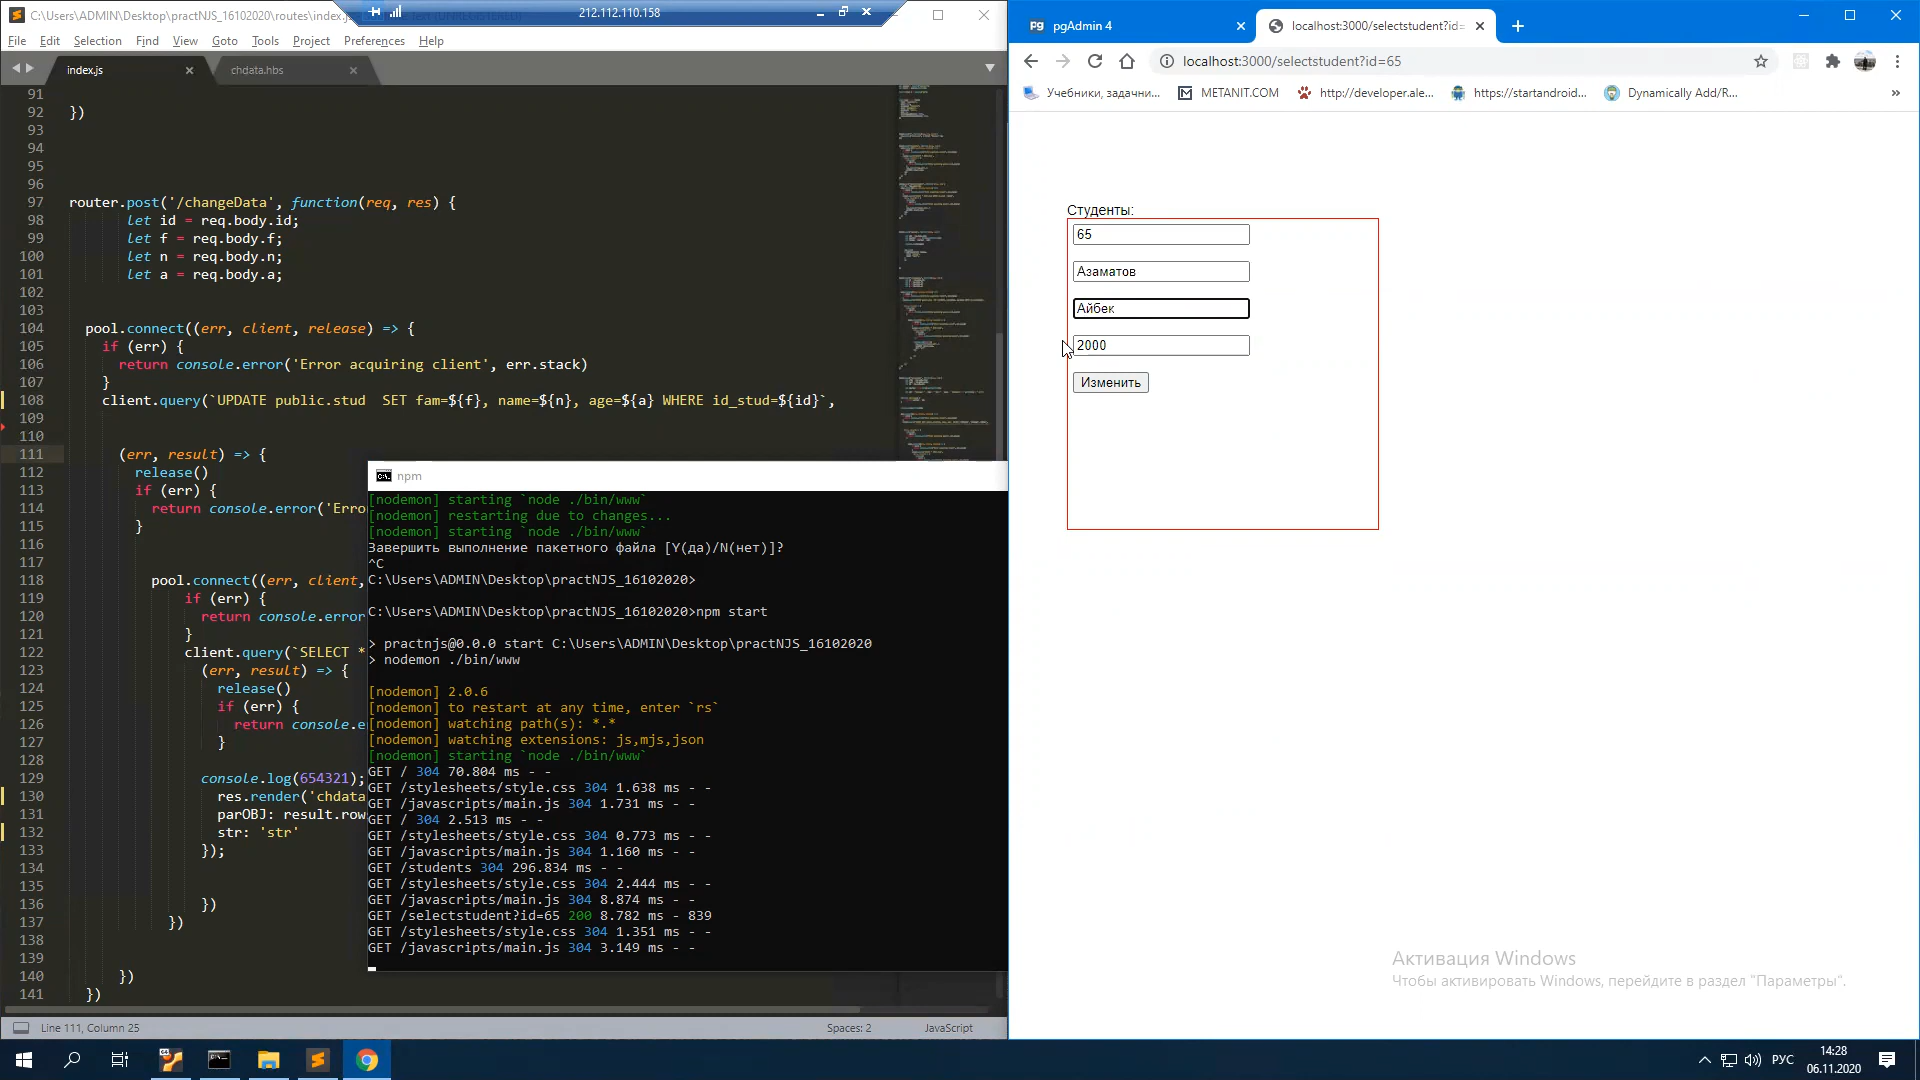 C:\Users\ADMIN\Desktop\practNJS_16102020\routes\index.js
212.112.110.158
File Edit Selection Find View Goto Tools Project Preferences Help
index.js
chdata.hbs
91
92 })
93
94
95
96
97 router.post('/changeData', function(req, res) {
98 let id = req.body.id;
99 let f = req.body.f;
100 let n = req.body.n;
101 let a = req.body.a;
102
103
104 pool.connect((err, client, release) => {
105 if (err) {
106 return console.error('Error acquiring client', err.stack)
107 }
108 client.query(`UPDATE public.stud  SET fam=${f}, name=${n}, age=${a} WHERE id_stud=${id}`,
109
110
111 (err, result) => {
112 release()
113 if (err) {
114 return console.error('Erro
115 }
116
117
118 pool.connect((err, client,
119 if (err) {
120 return console.error
121 }
122 client.query(`SELECT *
123 (err, result) => {
124 release()
125 if (err) {
126 return console.e
127 }
128
129 console.log(654321);
130 res.render('chdata
131 parOBJ: result.row
132 str: 'str'
133 });
134
135
136 })
137 })
138
139
140 })
141 })
Line 111, Column 25
Spaces: 2
JavaScript
npm
[nodemon] starting `node ./bin/www`
[nodemon] restarting due to changes...
[nodemon] starting `node ./bin/www`
Завершить выполнение пакетного файла [Y(да)/N(нет)]?
^C
C:\Users\ADMIN\Desktop\practNJS_16102020>
C:\Users\ADMIN\Desktop\practNJS_16102020>npm start
> practnjs@0.0.0 start C:\Users\ADMIN\Desktop\practNJS_16102020
> nodemon ./bin/www
[nodemon] 2.0.6
[nodemon] to restart at any time, enter `rs`
[nodemon] watching path(s): *.*
[nodemon] watching extensions: js,mjs,json
[nodemon] starting `node ./bin/www`
GET / 304 70.804 ms - -
GET /stylesheets/style.css 304 1.638 ms - -
GET /javascripts/main.js 304 1.731 ms - -
GET / 304 2.513 ms - -
GET /stylesheets/style.css 304 0.773 ms - -
GET /javascripts/main.js 304 1.160 ms - -
GET /students 304 296.834 ms - -
GET /stylesheets/style.css 304 2.444 ms - -
GET /javascripts/main.js 304 8.874 ms - -
GET /selectstudent?id=65 200 8.782 ms - 839
GET /stylesheets/style.css 304 1.351 ms - -
GET /javascripts/main.js 304 3.149 ms - -
pgAdmin 4
localhost:3000/selectstudent?id=
localhost:3000/selectstudent?id=65
Учебники, задачни... METANIT.COM http://developer.ale... https://startandroid... Dynamically Add/R... »
Студенты:
65
Азаматов
Айбек
2000
Изменить
Активация Windows
Чтобы активировать Windows, перейдите в раздел "Параметры".
РУС
14:28
06.11.2020